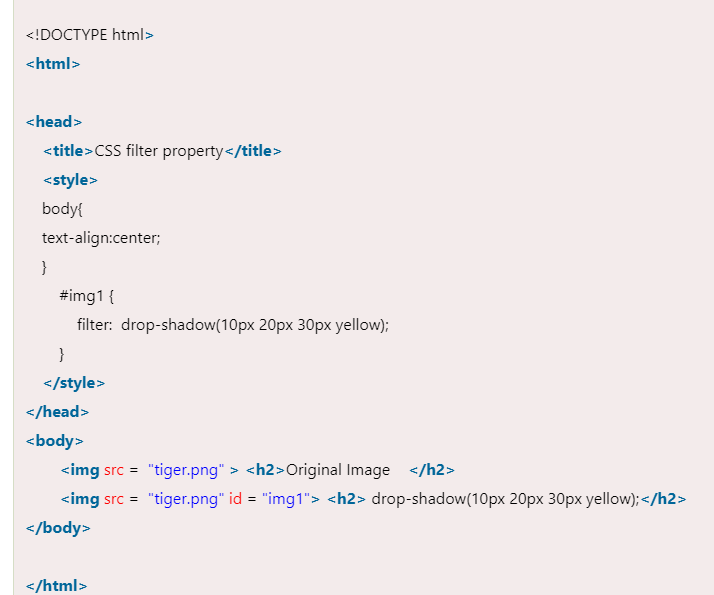 <!DOCTYPE html>
<html>
<head>
<title>CSS filter property</title>
<style>
body{
text-align:center;
}
#img1 {
filter:  drop-shadow(10px 20px 30px yellow);
}
</style>
</head>
<body>
<img src =  "tiger.png" > <h2>Original Image    </h2>
<img src =  "tiger.png" id = "img1"> <h2> drop-shadow(10px 20px 30px yellow);</h2>
</body>
</html>